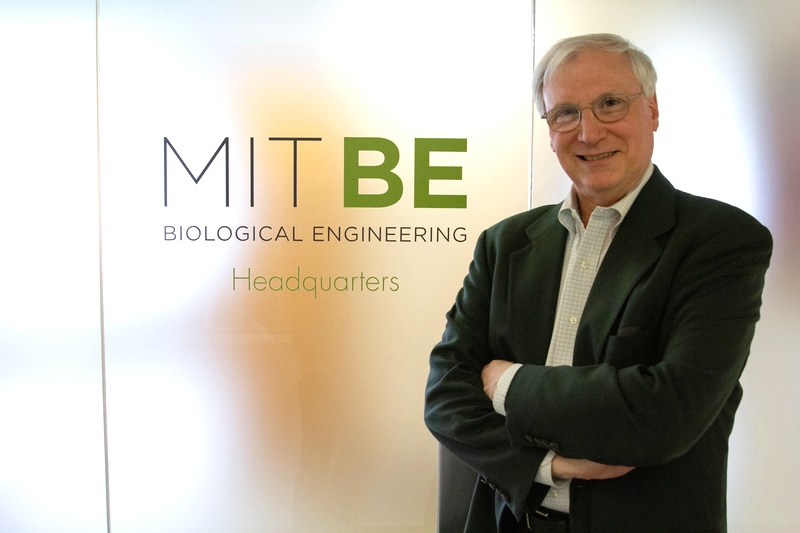 MIT BE
BIOLOGICAL ENGINEERING
Headquarters